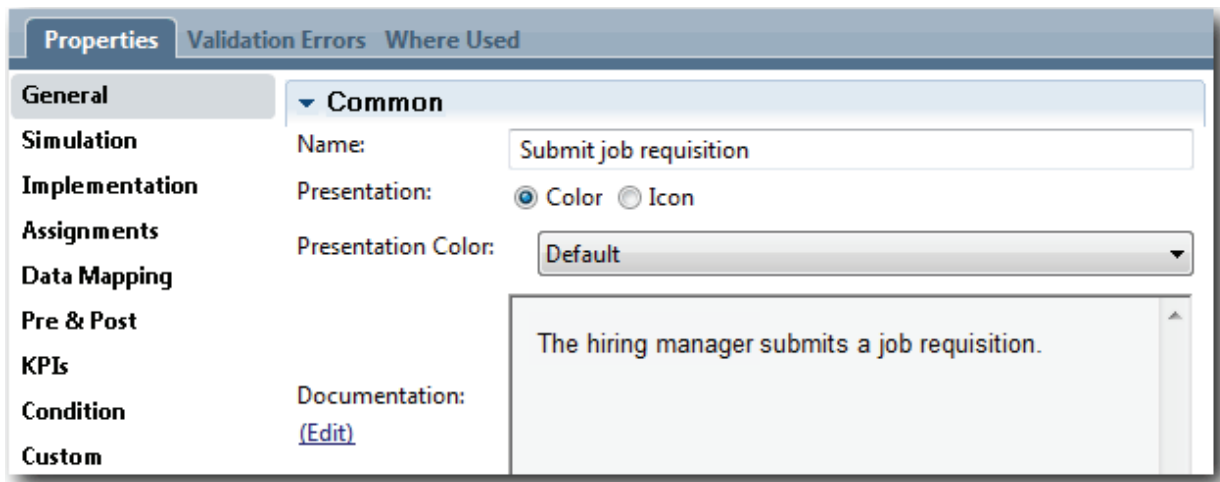 Properties Validation Errors Where Used
General
Simulation
Implementation
Assignments
Data Mapping
Pre & Post
KPIs
Condition
Custom
Common
Name: Submit job requisition
Presentation: Color Icon
Presentation Color: Default
Documentation:
(Edit)
The hiring manager submits a job requisition.